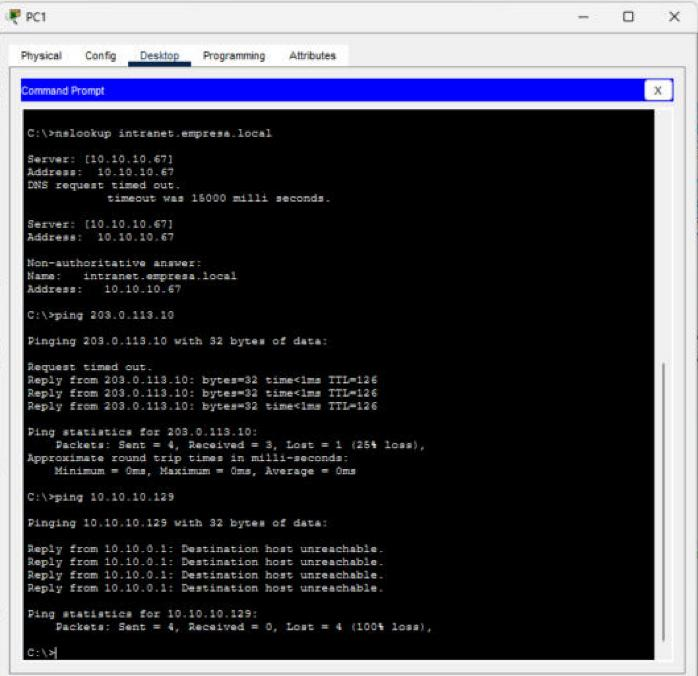 PC1
Physical Config Desktop Programming Attributes
Command Prompt
X
C:\>nslookup intranet.empresa.local
Server: [10.10.10.67]
Address: 10.10.10.67
DNS request timed out.
timeout was 15000 milli seconds.
Server: [10.10.10.67]
Address: 10.10.10.67
Non-authoritative answer:
Name: intranet.empresa.local
Address: 10.10.10.67
C:\>ping 203.0.113.10
Pinging 203.0.113.10 with 32 bytes of data:
Request timed out.
Reply from 203.0.113.10: bytes=32 time<1ms TTL=126
Reply from 203.0.113.10: bytes=32 time<1ms TTL=126
Reply from 203.0.113.10: bytes=32 time<1ms TTL=126
Ping statistics for 203.0.113.10:
Packets: Sent = 4, Received = 3, Lost = 1 (25% loss),
Approximate round trip times in milli-seconds:
Minimum = 0ms, Maximum = 0ms, Average = 0ms
C:\>ping 10.10.10.129
Pinging 10.10.10.129 with 32 bytes of data:
Reply from 10.10.0.1: Destination host unreachable.
Reply from 10.10.0.1: Destination host unreachable.
Reply from 10.10.0.1: Destination host unreachable.
Reply from 10.10.0.1: Destination host unreachable.
Ping statistics for 10.10.10.129:
Packets: Sent = 4, Received = 0, Lost = 4 (100% loss),
C:\>